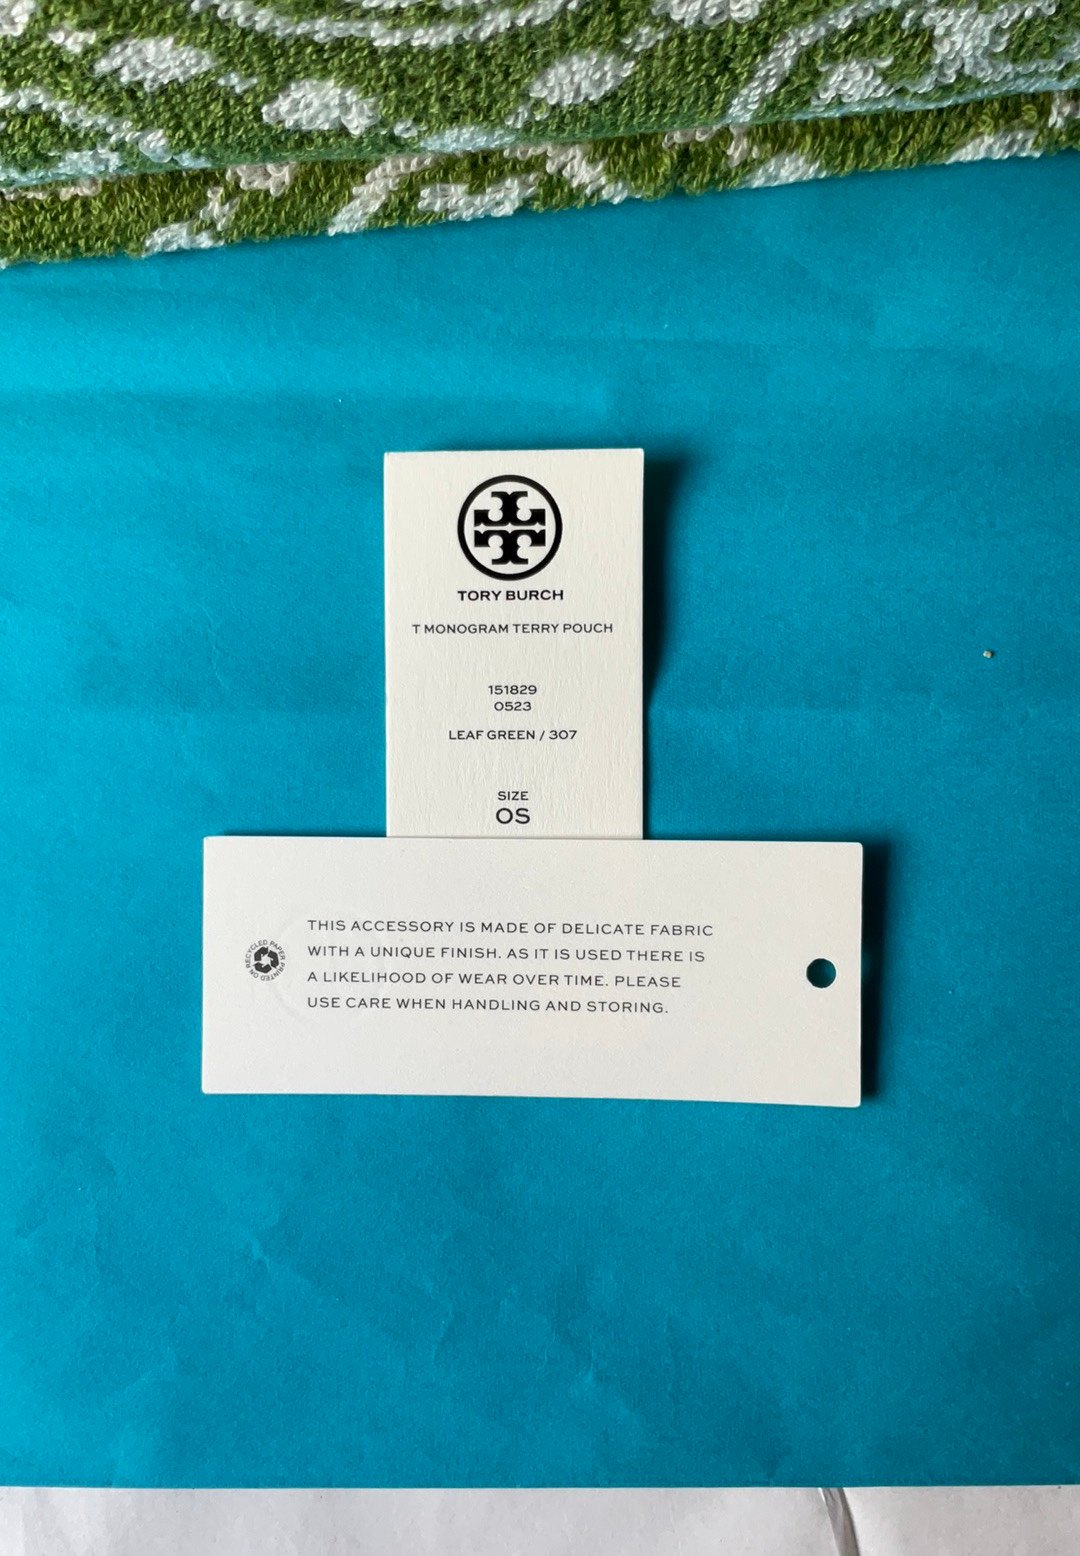 TORY BURCH
T MONOGRAM TERRY POUCH
151829
0523
LEAF GREEN / 307
SIZE
OS
THIS ACCESSORY IS MADE OF DELICATE FABRIC
WITH A UNIQUE FINISH. AS IT IS USED THERE IS
A LIKELIHOOD OF WEAR OVER TIME. PLEASE
USE CARE WHEN HANDLING AND STORING.
PRINTED ON RECYCLED PAPER